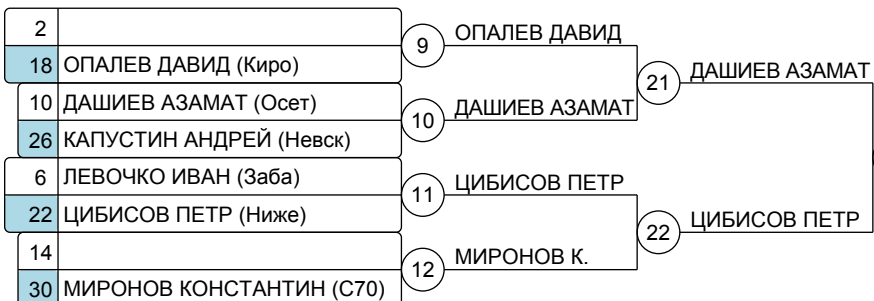 2
18 ОПАЛЕВ ДАВИД (Киро)
10 ДАШИЕВ АЗАМАТ (Осет)
26 КАПУСТИН АНДРЕЙ (Невск)
6 ЛЕВОЧКО ИВАН (Заба)
22 ЦИБИСОВ ПЕТР (Ниже)
14
30 МИРОНОВ КОНСТАНТИН (С70)
9 ОПАЛЕВ ДАВИД
10 ДАШИЕВ АЗАМАТ
11 ЦИБИСОВ ПЕТР
12 МИРОНОВ К.
21 ДАШИЕВ АЗАМАТ
22 ЦИБИСОВ ПЕТР